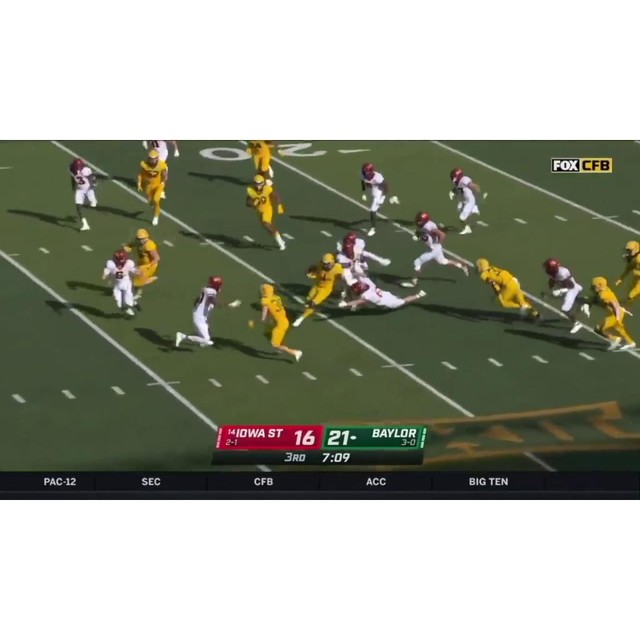 20
FOX CFB
14 IOWA ST 16 21 BAYLOR
2-1 3-0
3RD 7:09
PAC-12 SEC CFB ACC BIG TEN